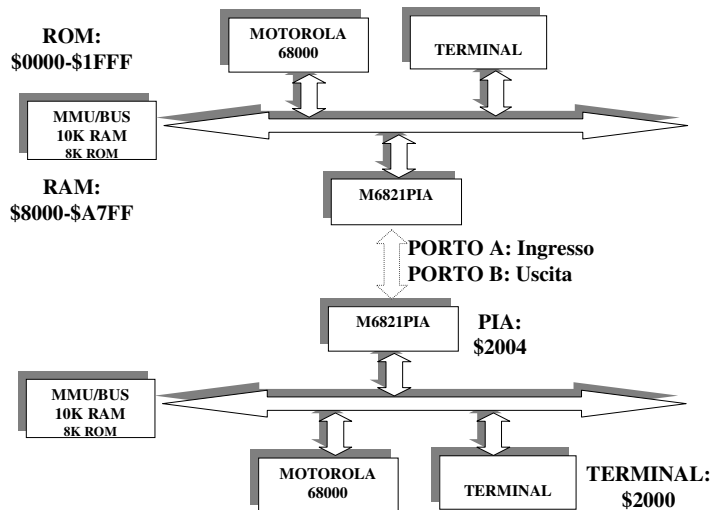 ROM:
$0000-$1FFF
MOTOROLA
68000
TERMINAL
MMU/BUS
10K RAM
8K ROM
RAM:
$8000-$A7FF
M6821PIA
PORTO A: Ingresso
PORTO B: Uscita
M6821PIA
PIA:
$2004
MMU/BUS
10K RAM
8K ROM
MOTOROLA
68000
TERMINAL
TERMINAL:
$2000